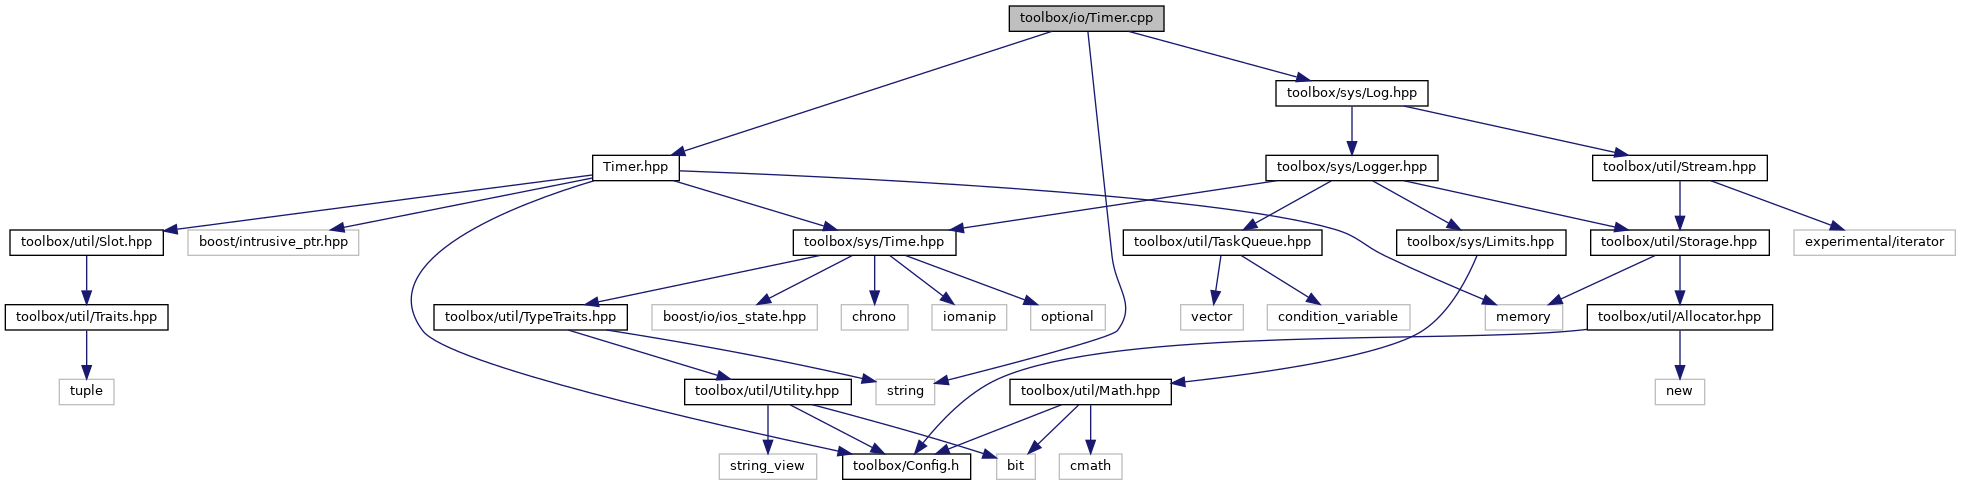 toolbox/io/Timer.cpp
toolbox/sys/Log.hpp
Timer.hpp
toolbox/sys/Logger.hpp
toolbox/util/Stream.hpp
toolbox/util/Slot.hpp
boost/intrusive_ptr.hpp
toolbox/sys/Time.hpp
toolbox/util/TaskQueue.hpp
toolbox/sys/Limits.hpp
toolbox/util/Storage.hpp
experimental/iterator
toolbox/util/Traits.hpp
toolbox/util/TypeTraits.hpp
boost/io/ios_state.hpp
chrono
iomanip
optional
vector
condition_variable
memory
toolbox/util/Allocator.hpp
tuple
toolbox/util/Utility.hpp
string
toolbox/util/Math.hpp
new
string_view
toolbox/Config.h
bit
cmath